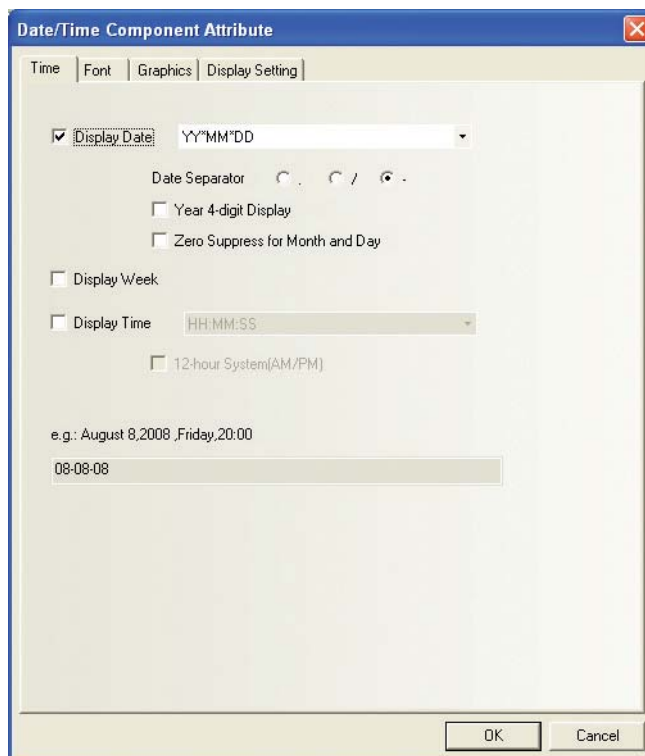 Date/Time Component Attribute
Time Font Graphics Display Setting
Display Date YY*MM*DD
Date Separator . / -
Year 4-digit Display
Zero Suppress for Month and Day
Display Week
Display Time HH:MM:SS
12-hour System(AM/PM)
e.g.: August 8,2008 ,Friday,20:00
08-08-08
OK Cancel